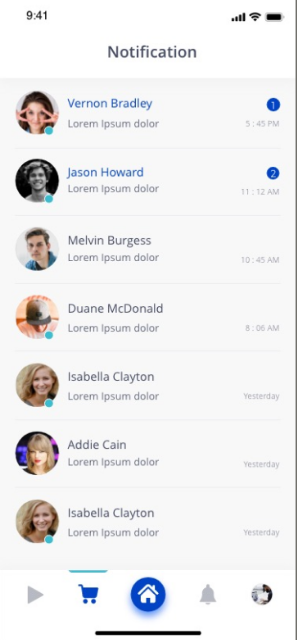 9:41
Notification
Vernon Bradley 1
Lorem Ipsum dolor 5 : 45 PM
Jason Howard 2
Lorem Ipsum dolor 11 : 12 AM
Melvin Burgess
Lorem Ipsum dolor 10 : 45 AM
Duane McDonald
Lorem Ipsum dolor 8 : 06 AM
Isabella Clayton
Lorem Ipsum dolor Yesterday
Addie Cain
Lorem Ipsum dolor Yesterday
Isabella Clayton
Lorem Ipsum dolor Yesterday